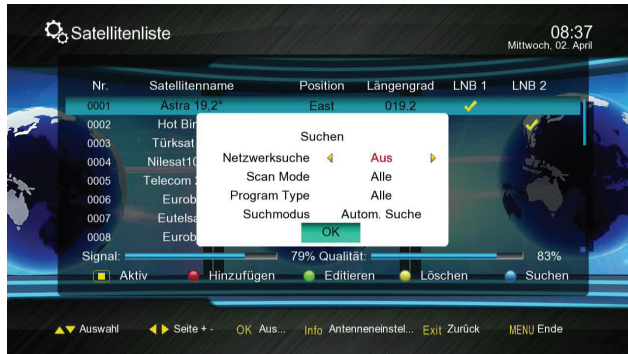 Satellitenliste
08:37
Mittwoch, 02. April
Nr. Satellitenname Position Längengrad LNB 1 LNB 2
0001 Astra 19,2° East 019.2
0002 Hot Bir
0003 Türksat
0004 Nilesat10
0005 Telecom
0006 Eurob
0007 Eutelsa
0008 Eurob
Suchen
Netzwerksuche Aus
Scan Mode Alle
Program Type Alle
Suchmodus Autom. Suche
OK
Signal: 79% Qualität: 83%
Aktiv Hinzufügen Editieren Löschen Suchen
Auswahl Seite + - OK Aus... Info Antenneneinstel... Exit Zurück MENU Ende